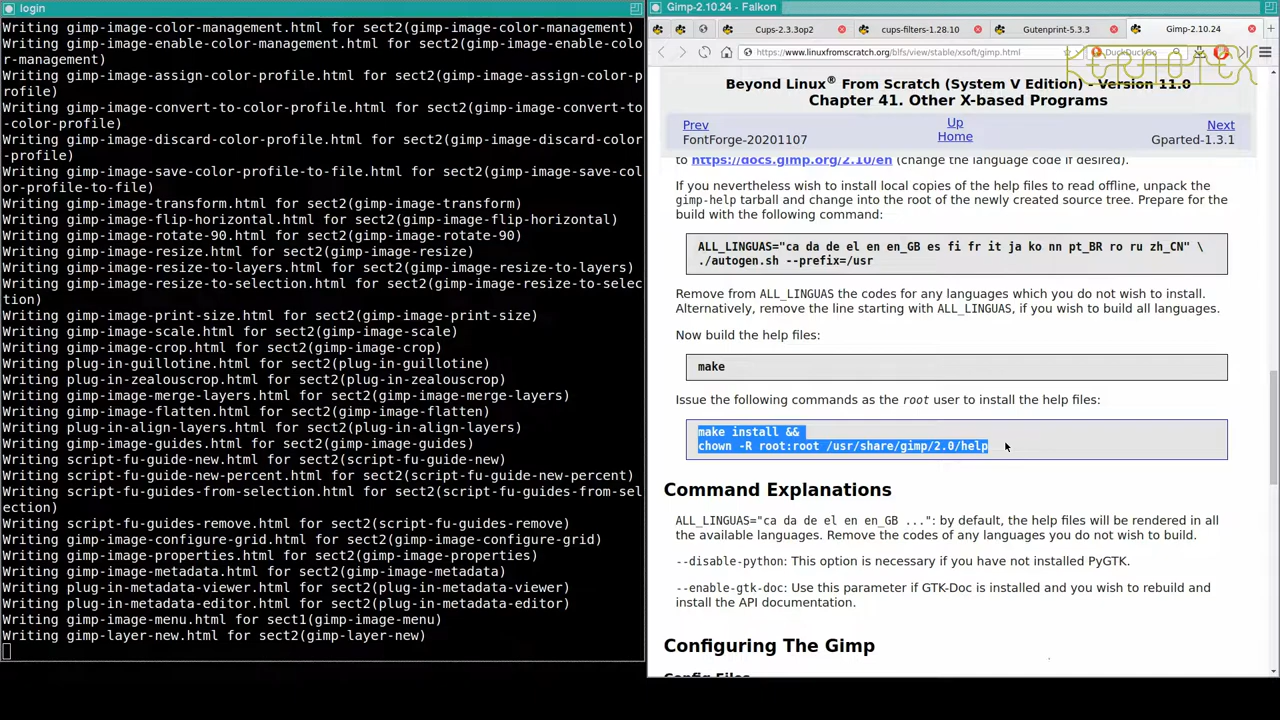 login
Writing gimp-image-color-management.html for sect2(gimp-image-color-management)
Writing gimp-image-enable-color-management.html for sect2(gimp-image-enable-colo
r-management)
Writing gimp-image-assign-color-profile.html for sect2(gimp-image-assign-color-p
rofile)
Writing gimp-image-convert-to-color-profile.html for sect2(gimp-image-convert-to
-color-profile)
Writing gimp-image-discard-color-profile.html for sect2(gimp-image-discard-color
-profile)
Writing gimp-image-save-color-profile-to-file.html for sect2(gimp-image-save-col
or-profile-to-file)
Writing gimp-image-transform.html for sect2(gimp-image-transform)
Writing gimp-image-flip-horizontal.html for sect2(gimp-image-flip-horizontal)
Writing gimp-image-rotate-90.html for sect2(gimp-image-rotate-90)
Writing gimp-image-resize.html for sect2(gimp-image-resize)
Writing gimp-image-resize-to-layers.html for sect2(gimp-image-resize-to-layers)
Writing gimp-image-resize-to-selection.html for sect2(gimp-image-resize-to-selec
tion)
Writing gimp-image-print-size.html for sect2(gimp-image-print-size)
Writing gimp-image-scale.html for sect2(gimp-image-scale)
Writing gimp-image-crop.html for sect2(gimp-image-crop)
Writing plug-in-guillotine.html for sect2(plug-in-guillotine)
Writing plug-in-zealouscrop.html for sect2(plug-in-zealouscrop)
Writing gimp-image-merge-layers.html for sect2(gimp-image-merge-layers)
Writing gimp-image-flatten.html for sect2(gimp-image-flatten)
Writing plug-in-align-layers.html for sect2(plug-in-align-layers)
Writing gimp-image-guides.html for sect2(gimp-image-guides)
Writing script-fu-guide-new.html for sect2(script-fu-guide-new)
Writing script-fu-guide-new-percent.html for sect2(script-fu-guide-new-percent)
Writing script-fu-guides-from-selection.html for sect2(script-fu-guides-from-sel
ection)
Writing script-fu-guides-remove.html for sect2(script-fu-guides-remove)
Writing gimp-image-configure-grid.html for sect2(gimp-image-configure-grid)
Writing gimp-image-properties.html for sect2(gimp-image-properties)
Writing gimp-image-metadata.html for sect2(gimp-image-metadata)
Writing plug-in-metadata-viewer.html for sect2(plug-in-metadata-viewer)
Writing plug-in-metadata-editor.html for sect2(plug-in-metadata-editor)
Writing gimp-image-menu.html for sect1(gimp-image-menu)
Writing gimp-layer-new.html for sect2(gimp-layer-new)
Gimp-2.10.24 - Falkon
Cups-2.3.3op2 cups-filters-1.28.10 Gutenprint-5.3.3 Gimp-2.10.24
https://www.linuxfromscratch.org/blfs/view/stable/xsoft/gimp.html DuckDuckGo
KERNOTEX
Beyond Linux® From Scratch (System V Edition) - Version 11.0
Chapter 41. Other X-based Programs
Prev Up Next
FontForge-20201107 Home Gparted-1.3.1
to https://docs.gimp.org/2.10/en (change the language code if desired).
If you nevertheless wish to install local copies of the help files to read offline, unpack the
gimp-help tarball and change into the root of the newly created source tree. Prepare for the
build with the following command:
ALL_LINGUAS="ca da de el en en_GB es fi fr it ja ko nn pt_BR ro ru zh_CN" \
./autogen.sh --prefix=/usr
Remove from ALL_LINGUAS the codes for any languages which you do not wish to install.
Alternatively, remove the line starting with ALL_LINGUAS, if you wish to build all languages.
Now build the help files:
make
Issue the following commands as the root user to install the help files:
make install &&
chown -R root:root /usr/share/gimp/2.0/help
Command Explanations
ALL_LINGUAS="ca da de el en en_GB ...": by default, the help files will be rendered in all
the available languages. Remove the codes of any languages you do not wish to build.
--disable-python: This option is necessary if you have not installed PyGTK.
--enable-gtk-doc: Use this parameter if GTK-Doc is installed and you wish to rebuild and
install the API documentation.
Configuring The Gimp
Config Files